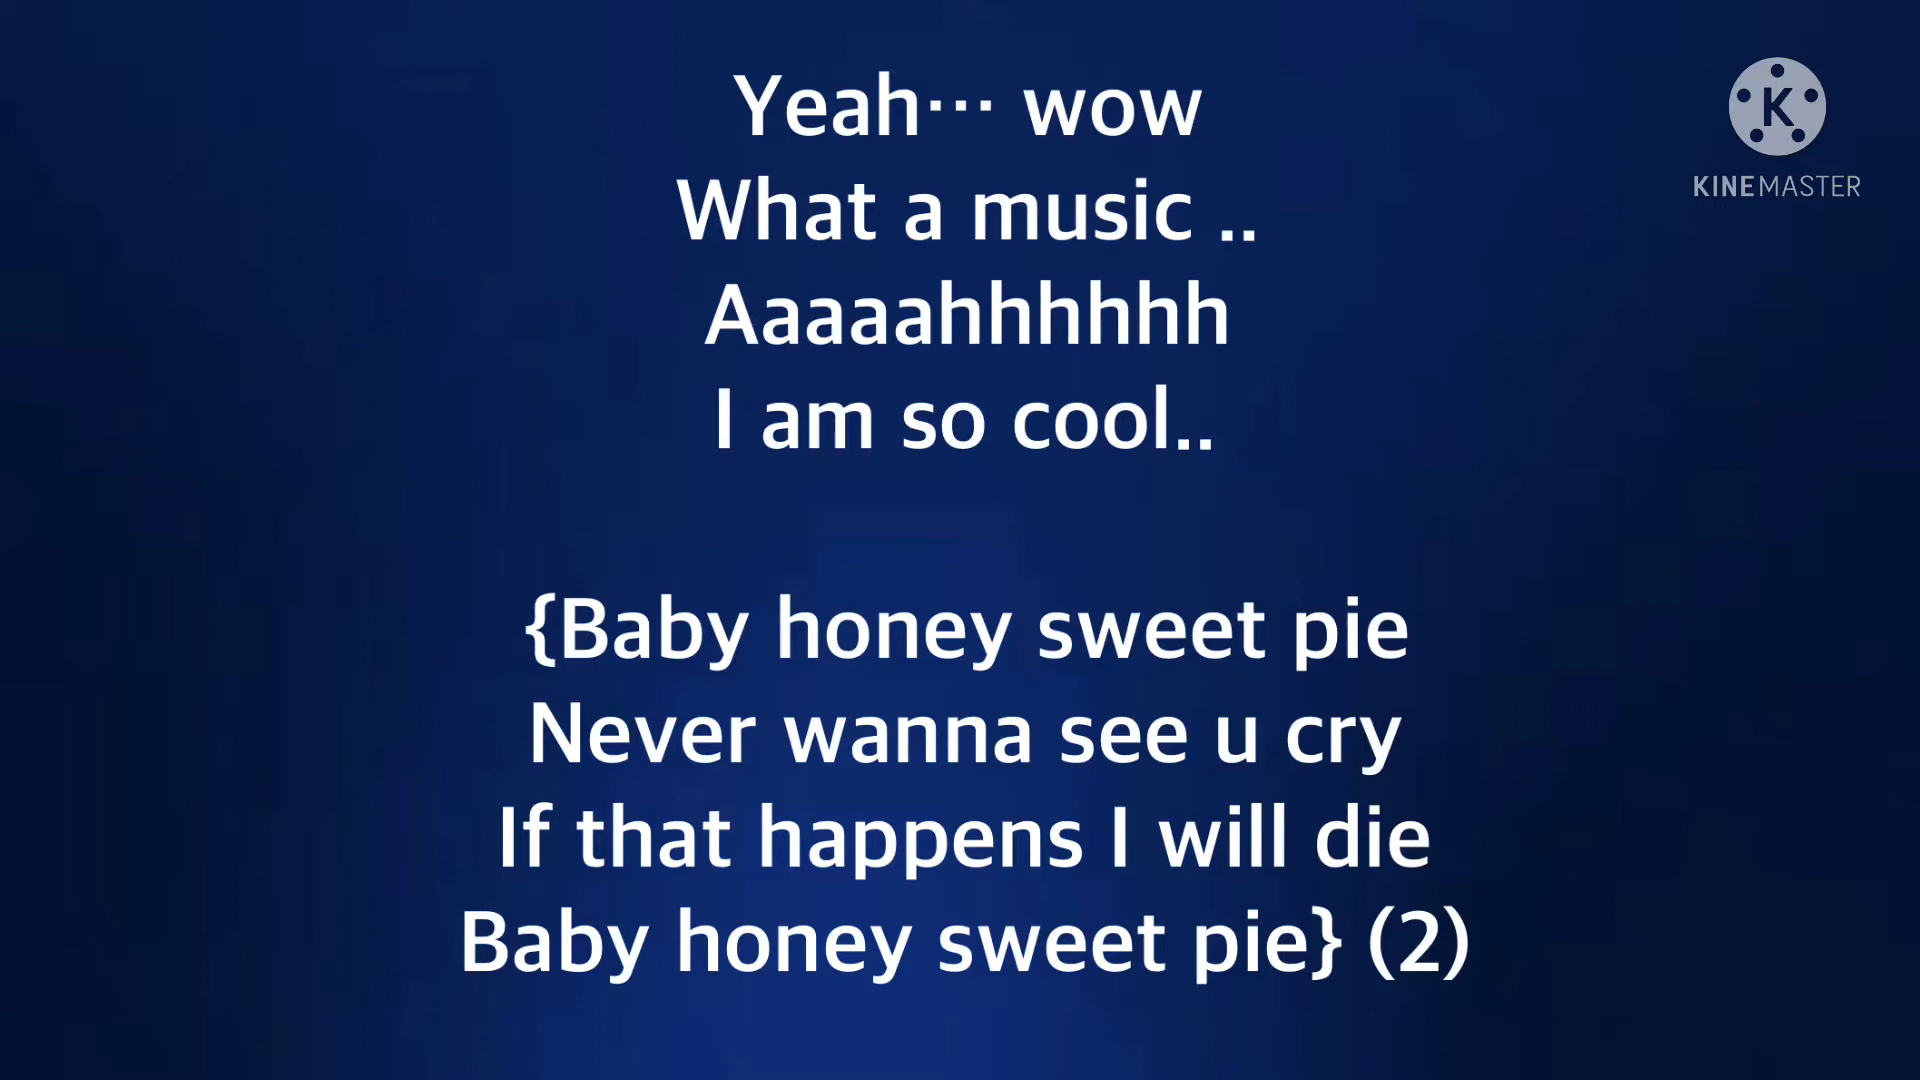 Yeah··· wow
What a music ..
Aaaaahhhhhh
I am so cool..
{Baby honey sweet pie
Never wanna see u cry
If that happens I will die
Baby honey sweet pie} (2)
K
KINEMASTER